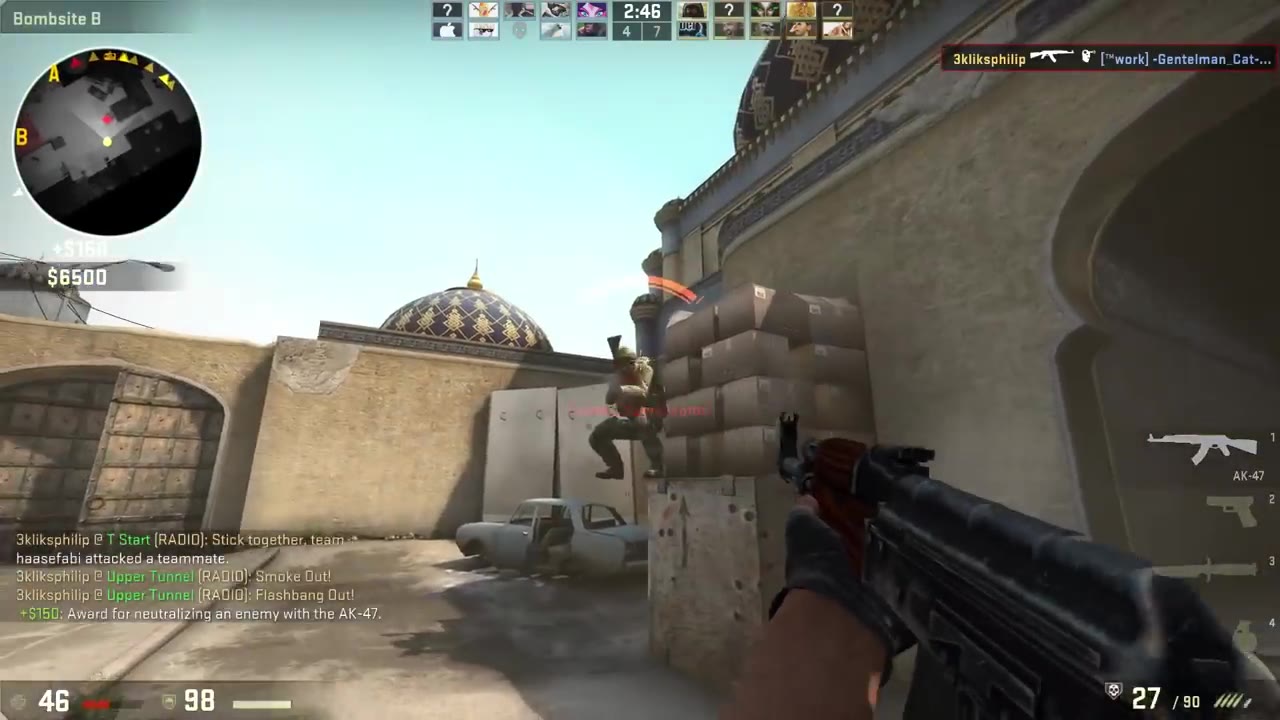 Bombsite B
? ?
2:46
?
4 7
3kliksphilip [™work] -Gentelman_Cat-...
A
B
$6500
1
AK-47
2
3
4
3kliksphilip @ T Start (RADIO): Stick together, team.
haasefabi attacked a teammate.
3kliksphilip @ Upper Tunnel (RADIO): Smoke Out!
3kliksphilip @ Upper Tunnel (RADIO): Flashbang Out!
+$150: Award for neutralizing an enemy with the AK-47.
46 98
27 / 90